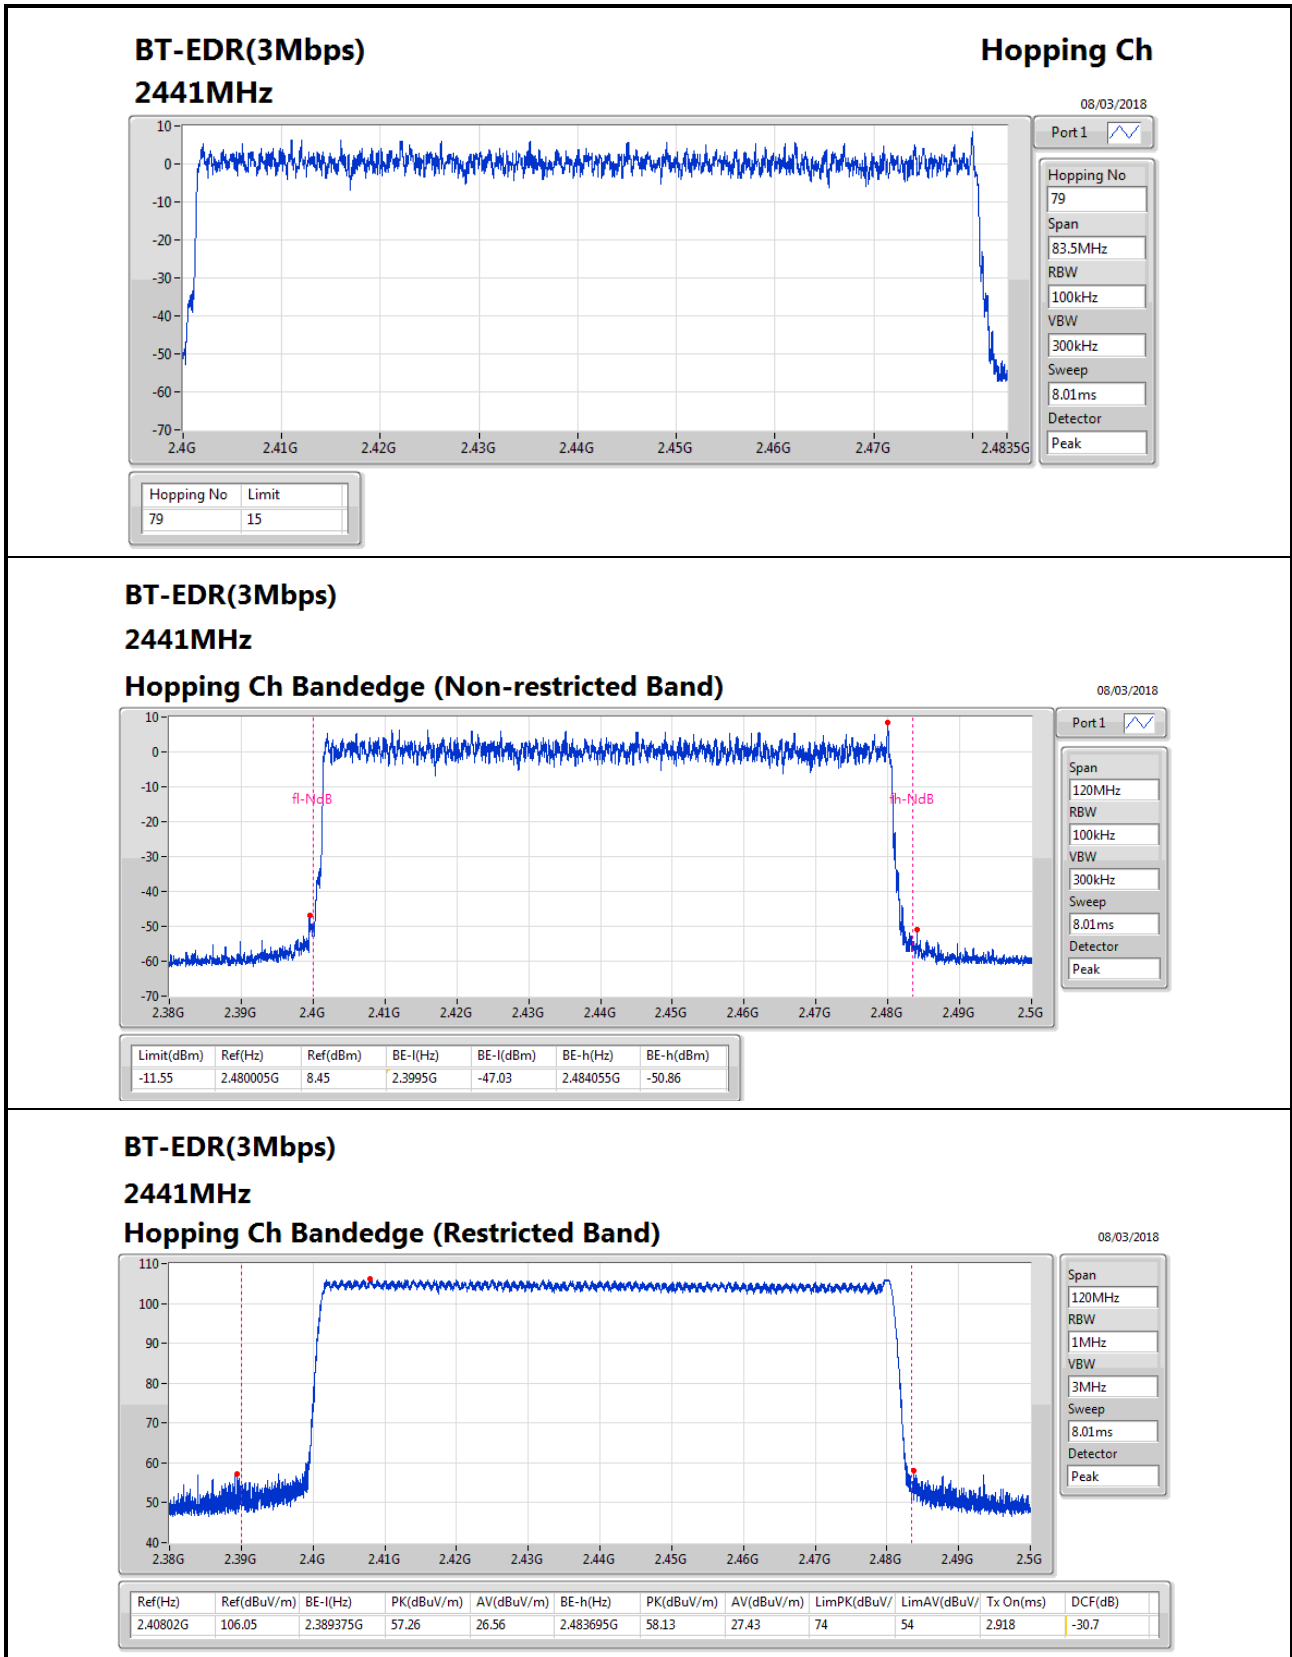 BT-EDR(3Mbps) Hopping Ch
2441MHz
08/03/2018
Port 1
10
0
-10
-20
-30
-40
-50
-60
-70
2.4G 2.41G 2.42G 2.43G 2.44G 2.45G 2.46G 2.47G 2.4835G
Hopping No
79
Span
83.5MHz
RBW
100kHz
VBW
300kHz
Sweep
8.01ms
Detector
Peak
Hopping No Limit
79 15
BT-EDR(3Mbps)
2441MHz
Hopping Ch Bandedge (Non-restricted Band)
08/03/2018
Port 1
10
0
-10
fl-NdB fh-NdB
-20
-30
-40
-50
-60
-70
2.38G 2.39G 2.4G 2.41G 2.42G 2.43G 2.44G 2.45G 2.46G 2.47G 2.48G 2.49G 2.5G
Span
120MHz
RBW
100kHz
VBW
300kHz
Sweep
8.01ms
Detector
Peak
Limit(dBm) Ref(Hz) Ref(dBm) BE-l(Hz) BE-l(dBm) BE-h(Hz) BE-h(dBm)
-11.55 2.480005G 8.45 2.3995G -47.03 2.484055G -50.86
BT-EDR(3Mbps)
2441MHz
Hopping Ch Bandedge (Restricted Band)
08/03/2018
110
100
90
80
70
60
50
40
2.38G 2.39G 2.4G 2.41G 2.42G 2.43G 2.44G 2.45G 2.46G 2.47G 2.48G 2.49G 2.5G
Span
120MHz
RBW
1MHz
VBW
3MHz
Sweep
8.01ms
Detector
Peak
Ref(Hz) Ref(dBuV/m) BE-l(Hz) PK(dBuV/m) AV(dBuV/m) BE-h(Hz) PK(dBuV/m) AV(dBuV/m) LimPK(dBuV/ LimAV(dBuV/ Tx On(ms) DCF(dB)
2.40802G 106.05 2.389375G 57.26 26.56 2.483695G 58.13 27.43 74 54 2.918 -30.7